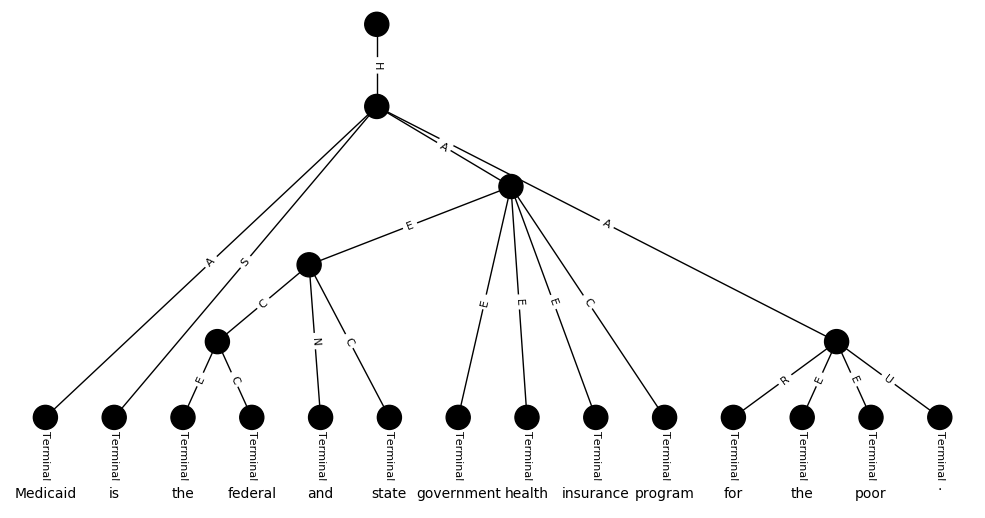 H
A
A
E
A
S
C
N
C
E
E
E
C
E
C
R
E
E
U
Terminal Terminal Terminal Terminal Terminal Terminal Terminal Terminal Terminal Terminal Terminal Terminal Terminal Terminal
Medicaid is the federal and state government health insurance program for the poor .